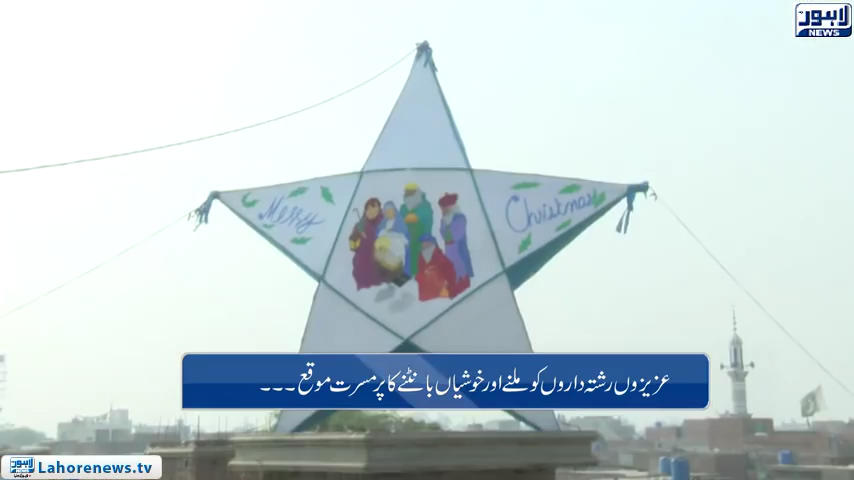 لاہور
NEWS
Merry
Christmas
عزیزوں رشتہ داروں کو ملنے اور خوشیاں بانٹنے کا پر مسرت موقع ۔۔۔
لاہور
Lahorenews.tv